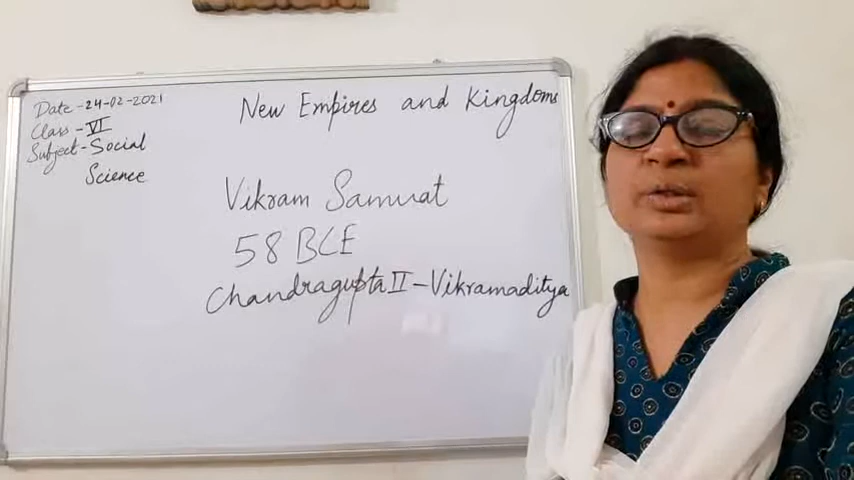 Date-24-02-2021
Class-VI
Subject-Social
Science
New Empires and Kingdoms
Vikram Samvat
58 BCE
Chandragupta II-Vikramaditya